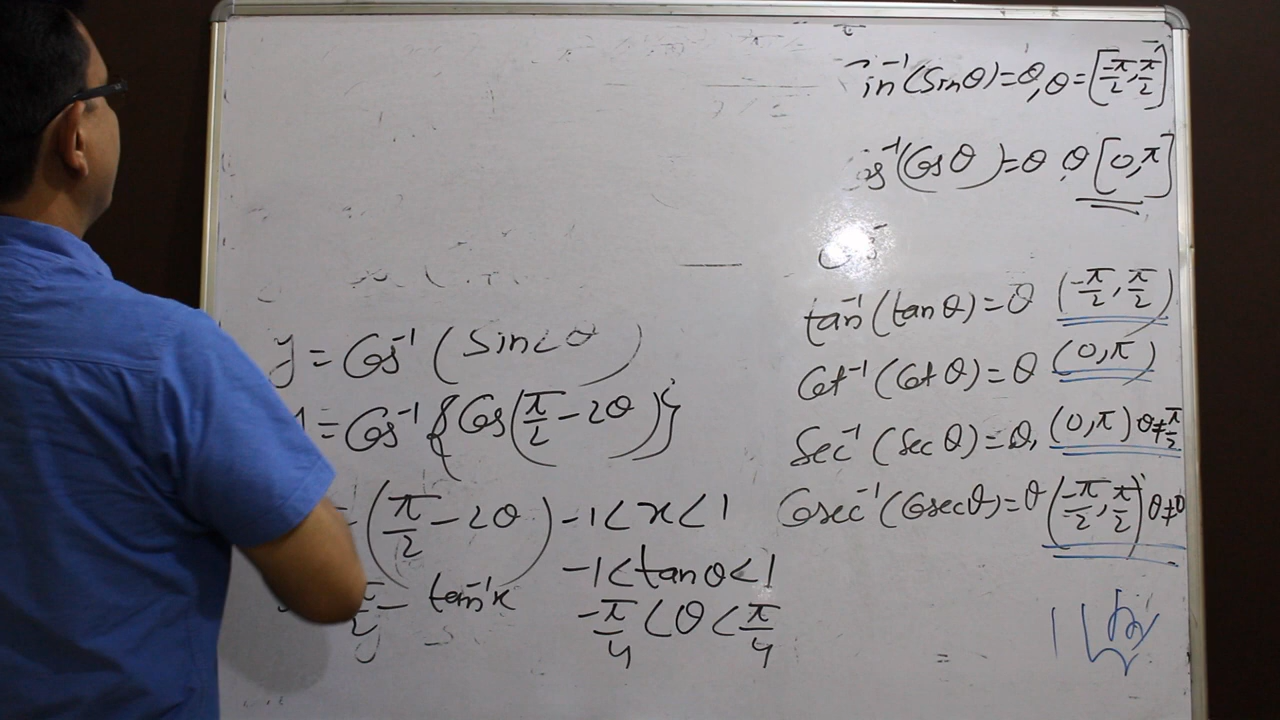 in⁻¹(Sinθ)=θ, θ=[-π/2, π/2]
s⁻¹(Cosθ)=θ, θ[0,π]
tan⁻¹(tanθ)=θ (-π/2, π/2)
Cot⁻¹(Cotθ)=θ (0,π)
Sec⁻¹(Secθ)=θ, (0,π) θ≠π/2
Cosec⁻¹(Cosecθ)=θ (-π/2, π/2) θ≠0
y = Cos⁻¹(Sin2θ)
= Cos⁻¹{Cos(π/2-2θ)}
=(π/2-2θ) -1<x<1
-1<tanθ<1
- tan⁻¹x
-π/4<θ<π/4